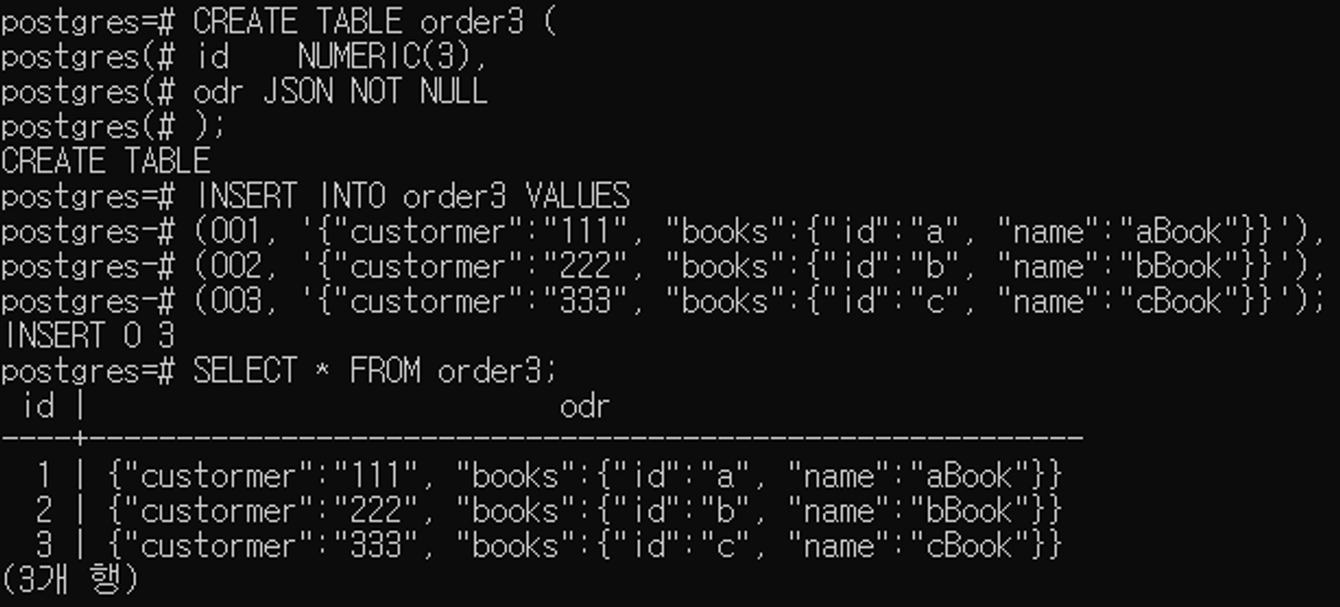 postgres=# CREATE TABLE order3 (
postgres(# id    NUMERIC(3),
postgres(# odr JSON NOT NULL
postgres(# );
CREATE TABLE
postgres=# INSERT INTO order3 VALUES
postgres-# (001, '{"custormer":"111", "books":{"id":"a", "name":"aBook"}}'),
postgres-# (002, '{"custormer":"222", "books":{"id":"b", "name":"bBook"}}'),
postgres-# (003, '{"custormer":"333", "books":{"id":"c", "name":"cBook"}}');
INSERT 0 3
postgres=# SELECT * FROM order3;
 id |                          odr
----+---------------------------------------------------------
  1 | {"custormer":"111", "books":{"id":"a", "name":"aBook"}}
  2 | {"custormer":"222", "books":{"id":"b", "name":"bBook"}}
  3 | {"custormer":"333", "books":{"id":"c", "name":"cBook"}}
(3개 행)